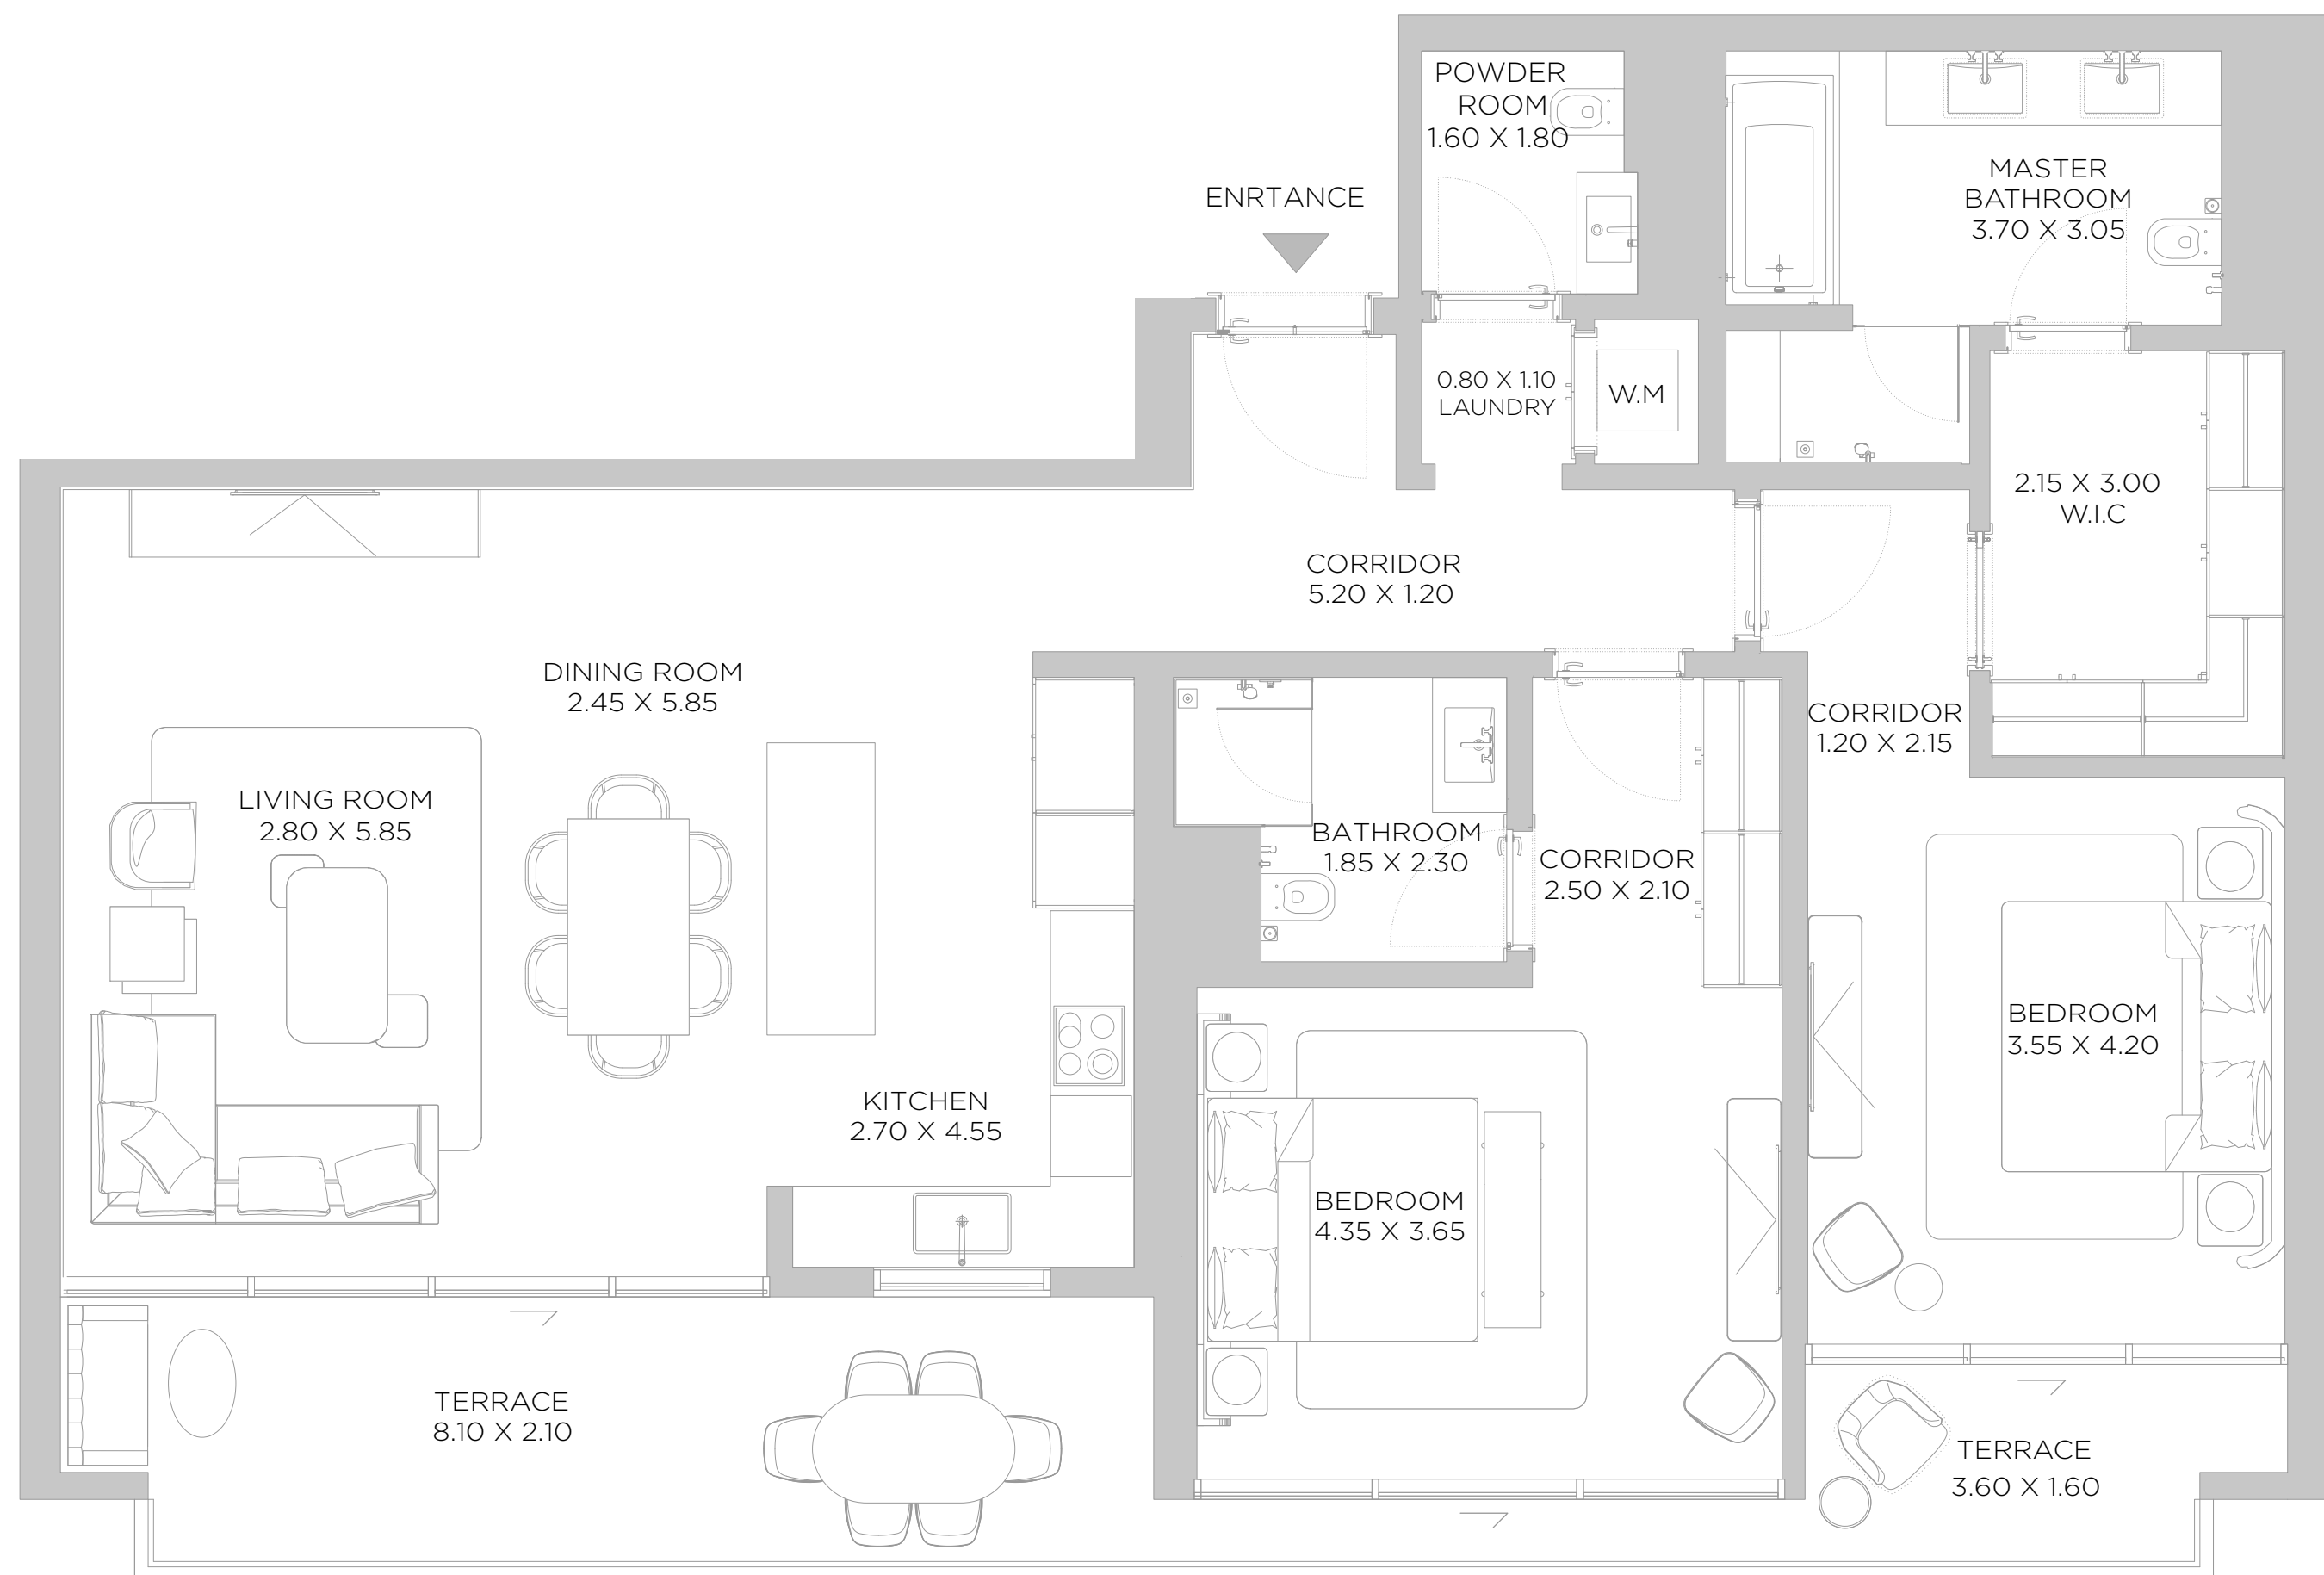 POWDER
ROOM
1.60 X 1.80
MASTER
BATHROOM
3.70 X 3.05
ENRTANCE
0.80 X 1.10
LAUNDRY
W.M
2.15 X 3.00
W.I.C
CORRIDOR
5.20 X 1.20
DINING ROOM
2.45 X 5.85
CORRIDOR
1.20 X 2.15
LIVING ROOM
2.80 X 5.85
BATHROOM
1.85 X 2.30
CORRIDOR
2.50 X 2.10
BEDROOM
3.55 X 4.20
KITCHEN
2.70 X 4.55
BEDROOM
4.35 X 3.65
TERRACE
8.10 X 2.10
TERRACE
3.60 X 1.60